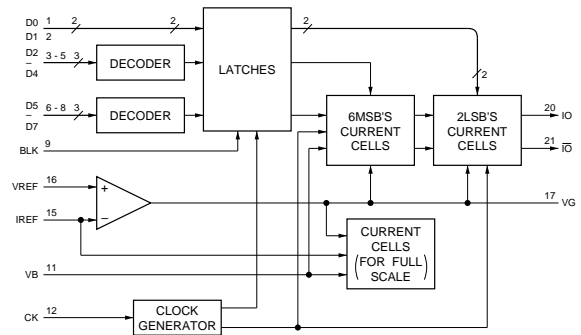 D0 1 2 2 2
D1 2
D2 3 - 5 3 DECODER
–
D4
LATCHES
2
D5 6 - 8 3 DECODER
–
D7
6MSB'S
CURRENT
CELLS
2LSB'S
CURRENT
CELLS
20 IO
21 IO
BLK 9
VREF 16 +
IREF 15 –
17 VG
CURRENT
CELLS
(FOR FULL
SCALE)
VB 11
CK 12
CLOCK
GENERATOR